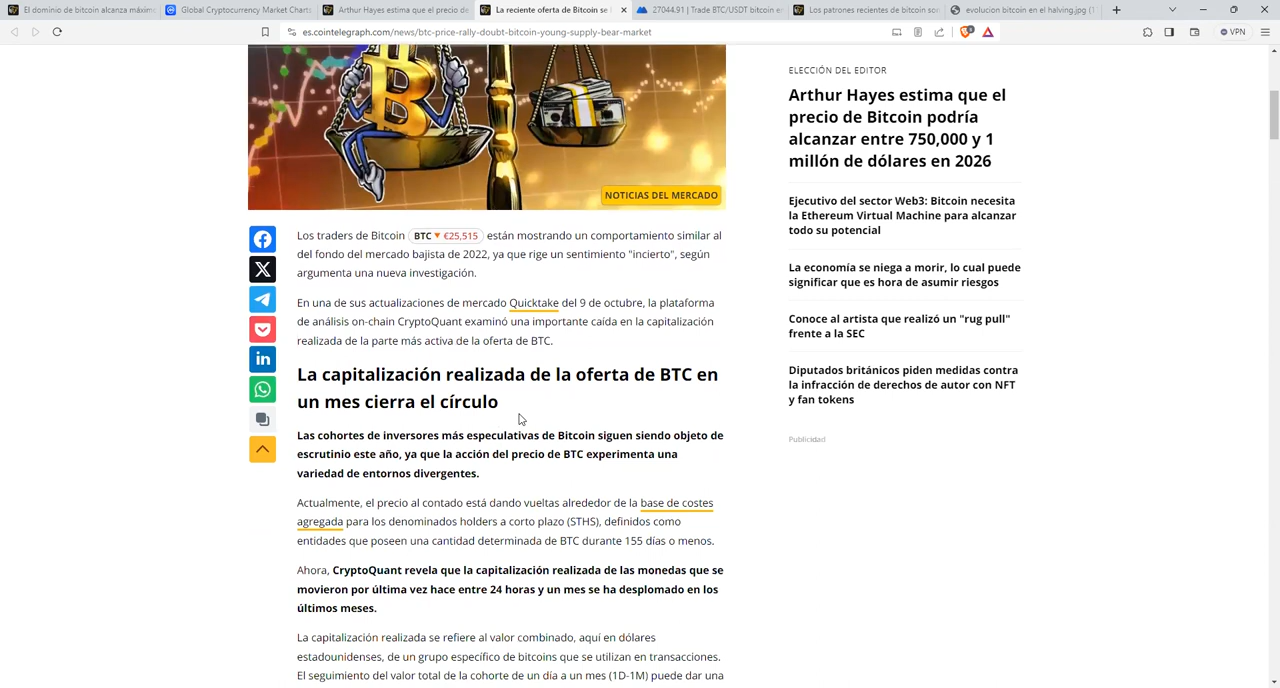 El dominio de bitcoin alcanza máxim
Global Cryptocurrency Market Charts
Arthur Hayes estima que el precio de
La reciente oferta de Bitcoin se
27044.91 | Trade BTC/USDT bitcoin es
Los patrones recientes de bitcoin son
evolucion bitcoin en el halving.jpg (1
es.cointelegraph.com/news/btc-price-rally-doubt-bitcoin-young-supply-bear-market
VPN
NOTICIAS DEL MERCADO
Los traders de Bitcoin BTC ▼ €25,515 están mostrando un comportamiento similar al
del fondo del mercado bajista de 2022, ya que rige un sentimiento "incierto", según
argumenta una nueva investigación.
En una de sus actualizaciones de mercado Quicktake del 9 de octubre, la plataforma
de análisis on-chain CryptoQuant examinó una importante caída en la capitalización
realizada de la parte más activa de la oferta de BTC.
La capitalización realizada de la oferta de BTC en
un mes cierra el círculo
Las cohortes de inversores más especulativas de Bitcoin siguen siendo objeto de
escrutinio este año, ya que la acción del precio de BTC experimenta una
variedad de entornos divergentes.
Actualmente, el precio al contado está dando vueltas alrededor de la base de costes
agregada para los denominados holders a corto plazo (STHS), definidos como
entidades que poseen una cantidad determinada de BTC durante 155 días o menos.
Ahora, CryptoQuant revela que la capitalización realizada de las monedas que se
movieron por última vez hace entre 24 horas y un mes se ha desplomado en los
últimos meses.
La capitalización realizada se refiere al valor combinado, aquí en dólares
estadounidenses, de un grupo específico de bitcoins que se utilizan en transacciones.
El seguimiento del valor total de la cohorte de un día a un mes (1D-1M) puede dar una
ELECCIÓN DEL EDITOR
Arthur Hayes estima que el
precio de Bitcoin podría
alcanzar entre 750,000 y 1
millón de dólares en 2026
Ejecutivo del sector Web3: Bitcoin necesita
la Ethereum Virtual Machine para alcanzar
todo su potencial
La economía se niega a morir, lo cual puede
significar que es hora de asumir riesgos
Conoce al artista que realizó un "rug pull"
frente a la SEC
Diputados británicos piden medidas contra
la infracción de derechos de autor con NFT
y fan tokens
Publicidad